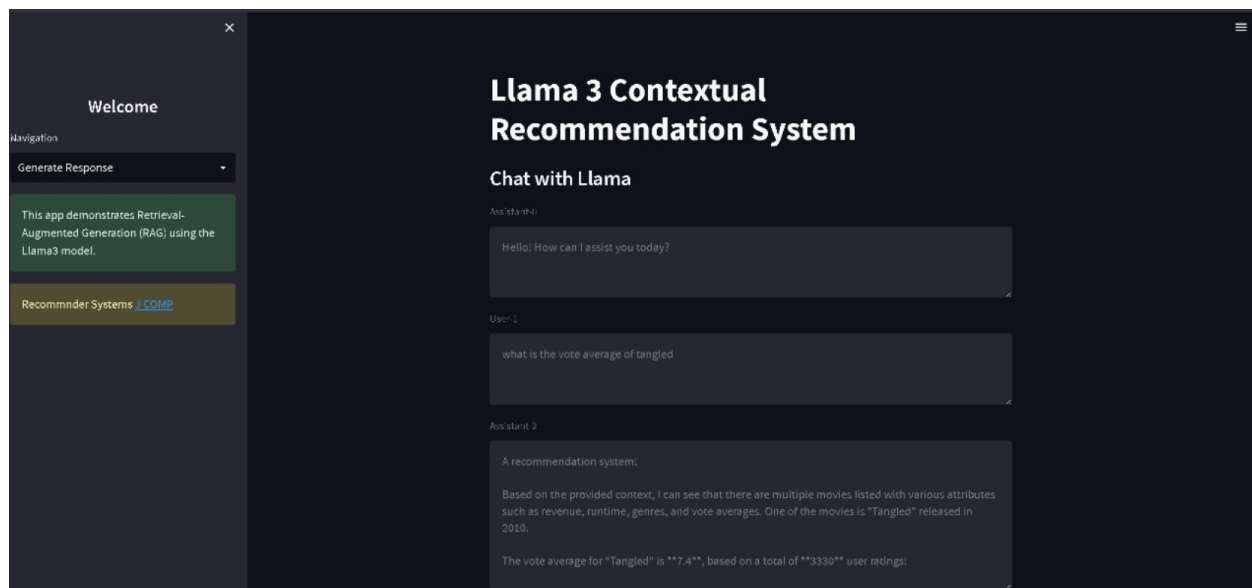 Welcome
Navigation
Generate Response
This app demonstrates Retrieval-
Augmented Generation (RAG) using the
Llama3 model.
Recommnder Systems J COMP
Llama 3 Contextual
Recommendation System
Chat with Llama
Assistant-0
Hello! How can I assist you today?
User-1
what is the vote average of tangled
Assistant-2
A recommendation system!
Based on the provided context, I can see that there are multiple movies listed with various attributes
such as revenue, runtime, genres, and vote averages. One of the movies is "Tangled" released in
2010.
The vote average for "Tangled" is **7.4**, based on a total of **3330** user ratings!